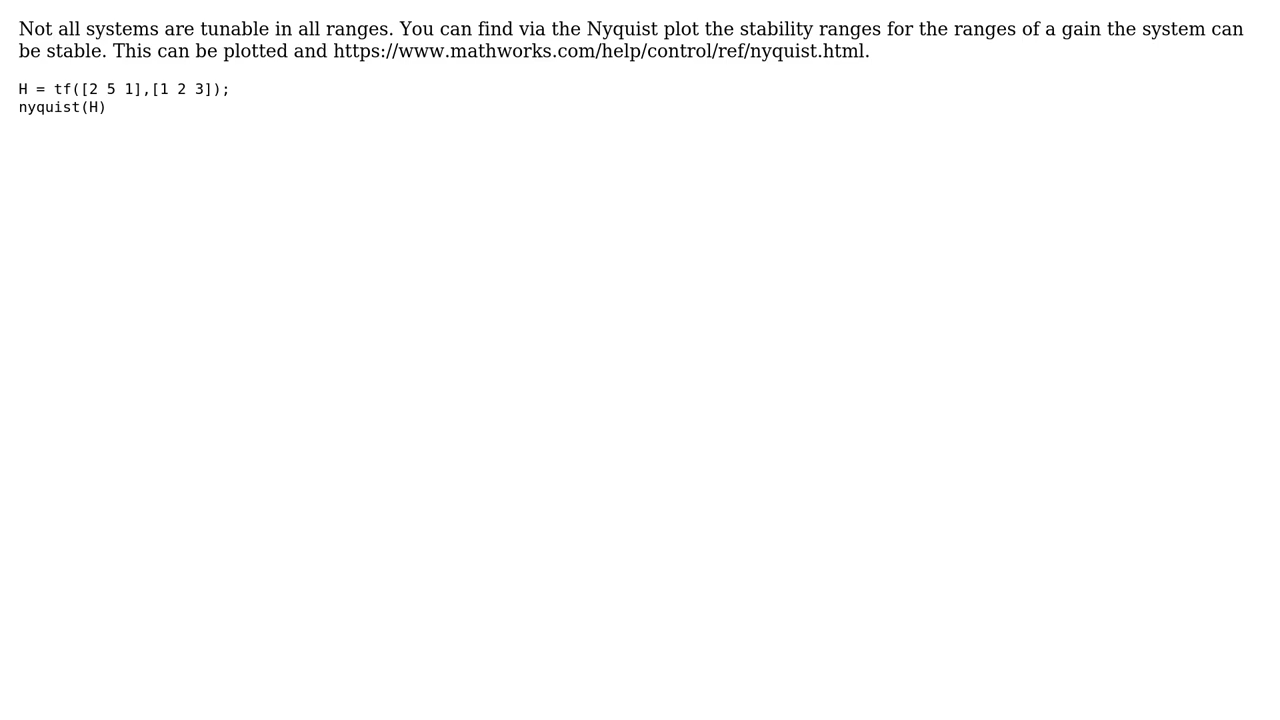 Not all systems are tunable in all ranges. You can find via the Nyquist plot the stability ranges for the ranges of a gain the system can
be stable. This can be plotted and https://www.mathworks.com/help/control/ref/nyquist.html.
H = tf([2 5 1],[1 2 3]);
nyquist(H)